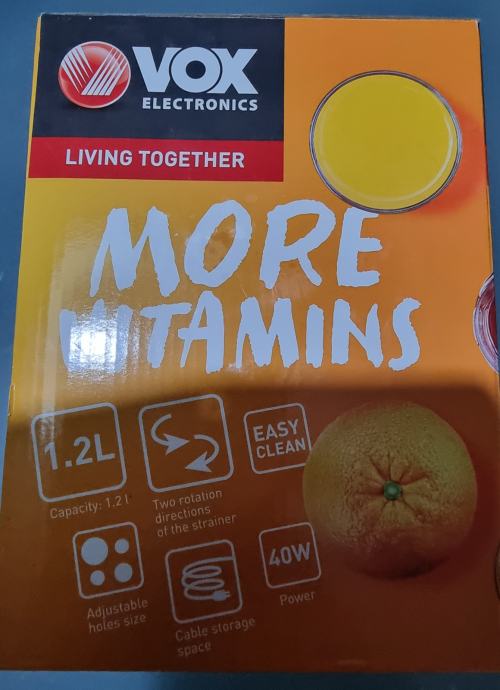 VOX
ELECTRONICS
LIVING TOGETHER
MORE
VITAMINS
1.2L
Capacity: 1.2 l
Two rotation
directions
of the strainer
EASY
CLEAN
Adjustable
holes size
Cable storage
space
40W
Power